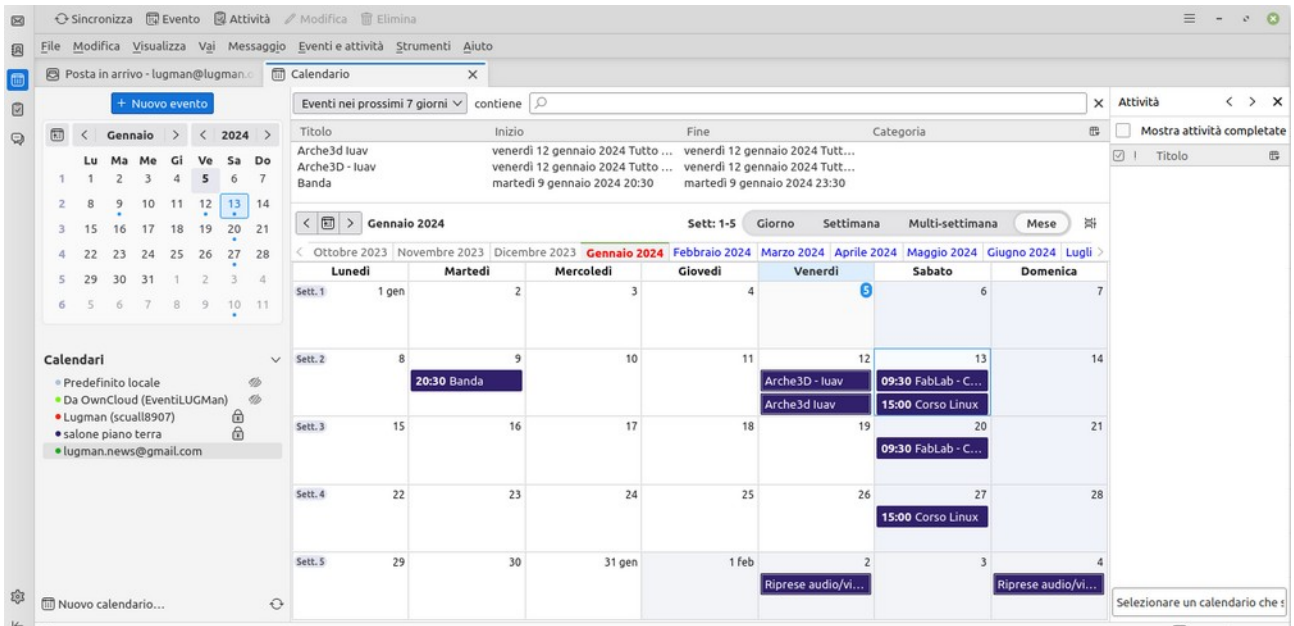 Sincronizza Evento Attività Modifica Elimina
File Modifica Visualizza Vai Messaggio Eventi e attività Strumenti Aiuto
Posta in arrivo - lugman@lugman. Calendario
+ Nuovo evento
Gennaio 2024
Lu Ma Me Gi Ve Sa Do
1 1 2 3 4 5 6 7
2 8 9 10 11 12 13 14
3 15 16 17 18 19 20 21
4 22 23 24 25 26 27 28
5 29 30 31 1 2 3 4
6 5 6 7 8 9 10 11
Calendari
Predefinito locale
Da OwnCloud (EventiLUGMan)
Lugman (scuall8907)
salone piano terra
lugman.news@gmail.com
Nuovo calendario...
Eventi nei prossimi 7 giorni contiene
Titolo Inizio Fine Categoria
Arche3d Iuav venerdì 12 gennaio 2024 Tutto ... venerdì 12 gennaio 2024 Tutt...
Arche3D - Iuav venerdì 12 gennaio 2024 Tutto ... venerdì 12 gennaio 2024 Tutt...
Banda martedì 9 gennaio 2024 20:30 martedì 9 gennaio 2024 23:30
Gennaio 2024 Sett: 1-5 Giorno Settimana Multi-settimana Mese
Ottobre 2023 Novembre 2023 Dicembre 2023 Gennaio 2024 Febbraio 2024 Marzo 2024 Aprile 2024 Maggio 2024 Giugno 2024 Lugli
Lunedì Martedì Mercoledì Giovedì Venerdì Sabato Domenica
Sett. 1 1 gen 2 3 4 5 6 7
Sett. 2 8 9 10 11 12 13 14
20:30 Banda Arche3D - Iuav 09:30 FabLab - C...
Arche3d Iuav 15:00 Corso Linux
Sett. 3 15 16 17 18 19 20 21
09:30 FabLab - C...
Sett. 4 22 23 24 25 26 27 28
15:00 Corso Linux
Sett. 5 29 30 31 gen 1 feb 2 3 4
Riprese audio/vi... Riprese audio/vi...
Attività
Mostra attività completate
! Titolo
Selezionare un calendario che s